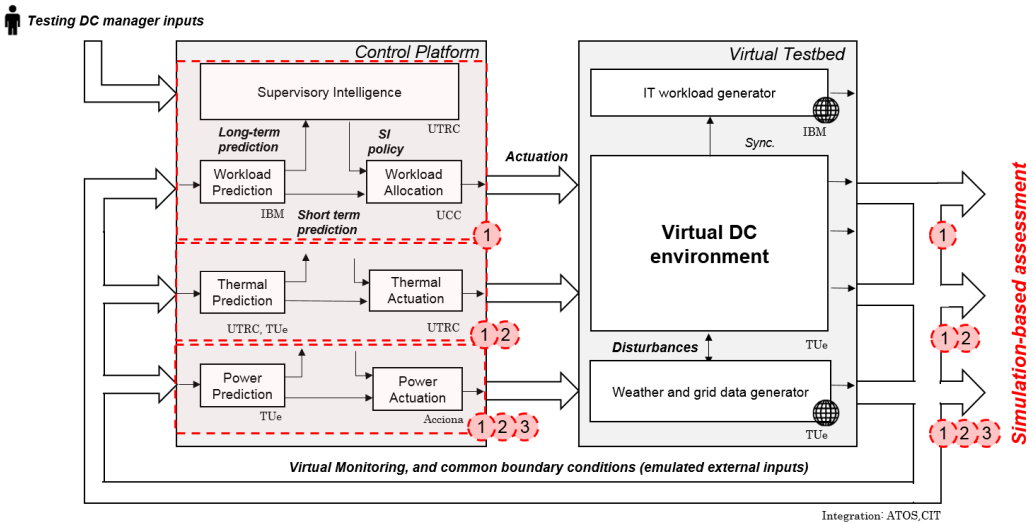 Testing DC manager inputs
Control Platform
Virtual Testbed
Supervisory Intelligence
UTRC
IT workload generator
IBM
Long-term
prediction
SI
policy
Sync.
Actuation
Workload
Prediction
IBM
Workload
Allocation
UCC
Short term
prediction
1
1
Virtual DC
environment
TUe
Thermal
Prediction
UTRC, TUe
Thermal
Actuation
UTRC
1 2
1 2
Disturbances
Power
Prediction
TUe
Power
Actuation
Acciona
1 2 3
Weather and grid data generator
TUe
1 2 3
Simulation-based assessment
Virtual Monitoring, and common boundary conditions (emulated external inputs)
Integration: ATOS,CIT